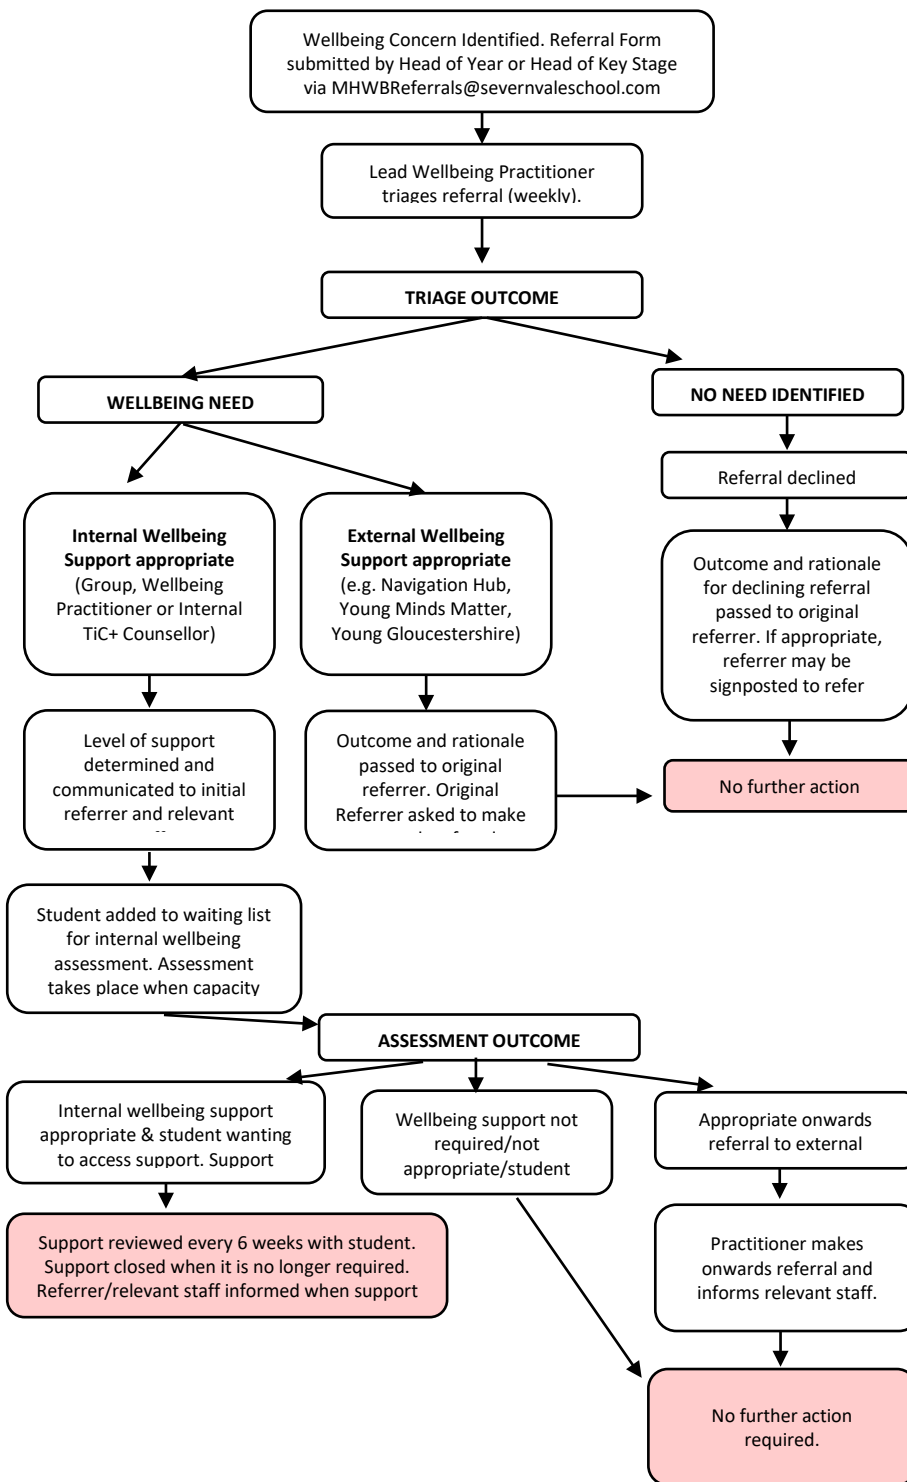 Wellbeing Concern Identified. Referral Form
submitted by Head of Year or Head of Key Stage
via MHWBReferrals@severnvaleschool.com
Lead Wellbeing Practitioner
triages referral (weekly).
TRIAGE OUTCOME
WELLBEING NEED
NO NEED IDENTIFIED
Referral declined
Internal Wellbeing
Support appropriate
(Group, Wellbeing
Practitioner or Internal
TiC+ Counsellor)
External Wellbeing
Support appropriate
(e.g. Navigation Hub,
Young Minds Matter,
Young Gloucestershire)
Outcome and rationale
for declining referral
passed to original
referrer. If appropriate,
referrer may be
signposted to refer
Level of support
determined and
communicated to initial
referrer and relevant
Outcome and rationale
passed to original
referrer. Original
Referrer asked to make
No further action
Student added to waiting list
for internal wellbeing
assessment. Assessment
takes place when capacity
ASSESSMENT OUTCOME
Internal wellbeing support
appropriate & student wanting
to access support. Support
Wellbeing support not
required/not
appropriate/student
Appropriate onwards
referral to external
Support reviewed every 6 weeks with student.
Support closed when it is no longer required.
Referrer/relevant staff informed when support
Practitioner makes
onwards referral and
informs relevant staff.
No further action
required.